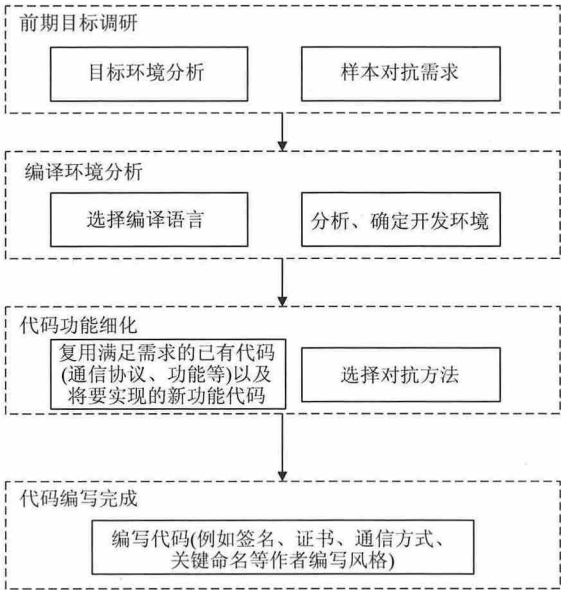 前期目标调研
目标环境分析
样本对抗需求
编译环境分析
选择编译语言
分析、确定开发环境
代码功能细化
复用满足需求的已有代码
(通信协议、功能等)以及
将要实现的新功能代码
选择对抗方法
代码编写完成
编写代码(例如签名、证书、通信方式、
关键命名等作者编写风格)